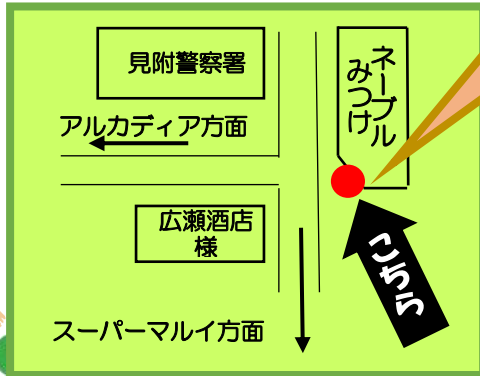 見附警察署
ネーブル
みつけ
アルカディア方面
広瀬酒店
様
こちら
スーパーマルイ方面